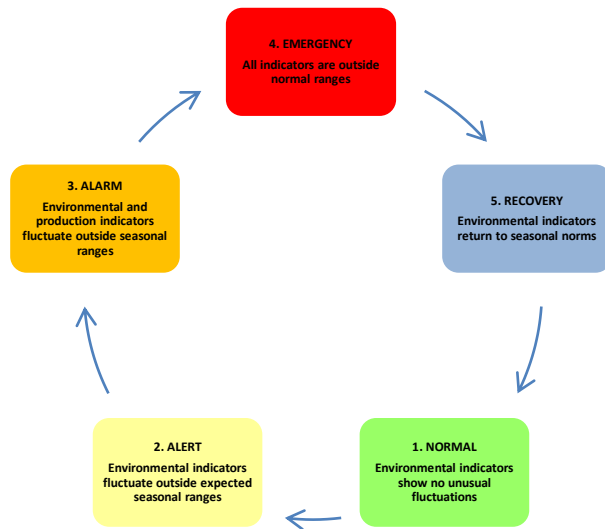 4. EMERGENCY
All indicators are outside
normal ranges
3. ALARM
Environmental and
production indicators
fluctuate outside seasonal
ranges
5. RECOVERY
Environmental indicators
return to seasonal norms
2. ALERT
Environmental indicators
fluctuate outside expected
seasonal ranges
1. NORMAL
Environmental indicators
show no unusual
fluctuations